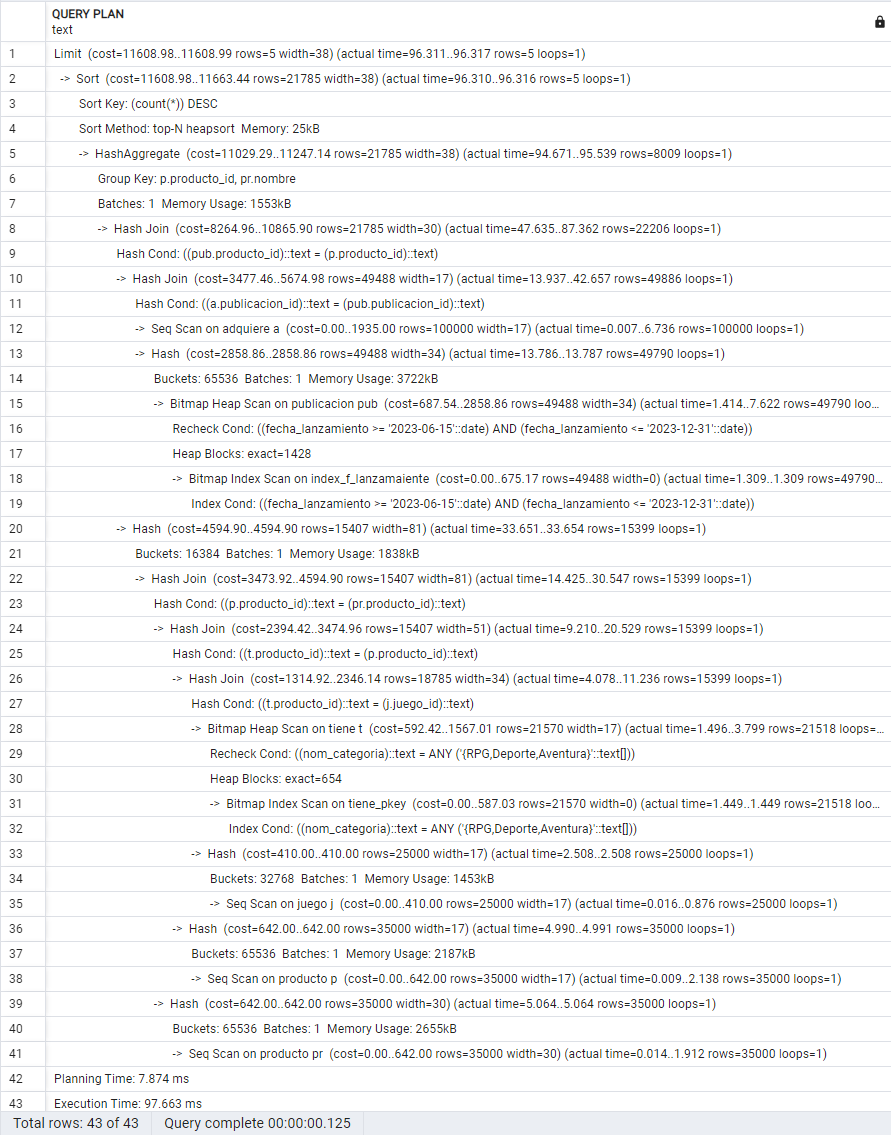 QUERY PLAN
text
1 Limit (cost=11608.98..11608.99 rows=5 width=38) (actual time=96.311..96.317 rows=5 loops=1)
2 -> Sort (cost=11608.98..11663.44 rows=21785 width=38) (actual time=96.310..96.316 rows=5 loops=1)
3 Sort Key: (count(*)) DESC
4 Sort Method: top-N heapsort Memory: 25kB
5 -> HashAggregate (cost=11029.29..11247.14 rows=21785 width=38) (actual time=94.671..95.539 rows=8009 loops=1)
6 Group Key: p.producto_id, pr.nombre
7 Batches: 1 Memory Usage: 1553kB
8 -> Hash Join (cost=8264.96..10865.90 rows=21785 width=30) (actual time=47.635..87.362 rows=22206 loops=1)
9 Hash Cond: ((pub.producto_id)::text = (p.producto_id)::text)
10 -> Hash Join (cost=3477.46..5674.98 rows=49488 width=17) (actual time=13.937..42.657 rows=49886 loops=1)
11 Hash Cond: ((a.publicacion_id)::text = (pub.publicacion_id)::text)
12 -> Seq Scan on adquiere a (cost=0.00..1935.00 rows=100000 width=17) (actual time=0.007..6.736 rows=100000 loops=1)
13 -> Hash (cost=2858.86..2858.86 rows=49488 width=34) (actual time=13.786..13.787 rows=49790 loops=1)
14 Buckets: 65536 Batches: 1 Memory Usage: 3722kB
15 -> Bitmap Heap Scan on publicacion pub (cost=687.54..2858.86 rows=49488 width=34) (actual time=1.414..7.622 rows=49790 loo...
16 Recheck Cond: ((fecha_lanzamiento >= '2023-06-15'::date) AND (fecha_lanzamiento <= '2023-12-31'::date))
17 Heap Blocks: exact=1428
18 -> Bitmap Index Scan on index_f_lanzamaiente (cost=0.00..675.17 rows=49488 width=0) (actual time=1.309..1.309 rows=49790...
19 Index Cond: ((fecha_lanzamiento >= '2023-06-15'::date) AND (fecha_lanzamiento <= '2023-12-31'::date))
20 -> Hash (cost=4594.90..4594.90 rows=15407 width=81) (actual time=33.651..33.654 rows=15399 loops=1)
21 Buckets: 16384 Batches: 1 Memory Usage: 1838kB
22 -> Hash Join (cost=3473.92..4594.90 rows=15407 width=81) (actual time=14.425..30.547 rows=15399 loops=1)
23 Hash Cond: ((p.producto_id)::text = (pr.producto_id)::text)
24 -> Hash Join (cost=2394.42..3474.96 rows=15407 width=51) (actual time=9.210..20.529 rows=15399 loops=1)
25 Hash Cond: ((t.producto_id)::text = (p.producto_id)::text)
26 -> Hash Join (cost=1314.92..2346.14 rows=18785 width=34) (actual time=4.078..11.236 rows=15399 loops=1)
27 Hash Cond: ((t.producto_id)::text = (j.juego_id)::text)
28 -> Bitmap Heap Scan on tiene t (cost=592.42..1567.01 rows=21570 width=17) (actual time=1.496..3.799 rows=21518 loops=...
29 Recheck Cond: ((nom_categoria)::text = ANY ('{RPG,Deporte,Aventura}'::text[]))
30 Heap Blocks: exact=654
31 -> Bitmap Index Scan on tiene_pkey (cost=0.00..587.03 rows=21570 width=0) (actual time=1.449..1.449 rows=21518 loo...
32 Index Cond: ((nom_categoria)::text = ANY ('{RPG,Deporte,Aventura}'::text[]))
33 -> Hash (cost=410.00..410.00 rows=25000 width=17) (actual time=2.508..2.508 rows=25000 loops=1)
34 Buckets: 32768 Batches: 1 Memory Usage: 1453kB
35 -> Seq Scan on juego j (cost=0.00..410.00 rows=25000 width=17) (actual time=0.016..0.876 rows=25000 loops=1)
36 -> Hash (cost=642.00..642.00 rows=35000 width=17) (actual time=4.990..4.991 rows=35000 loops=1)
37 Buckets: 65536 Batches: 1 Memory Usage: 2187kB
38 -> Seq Scan on producto p (cost=0.00..642.00 rows=35000 width=17) (actual time=0.009..2.138 rows=35000 loops=1)
39 -> Hash (cost=642.00..642.00 rows=35000 width=30) (actual time=5.064..5.064 rows=35000 loops=1)
40 Buckets: 65536 Batches: 1 Memory Usage: 2655kB
41 -> Seq Scan on producto pr (cost=0.00..642.00 rows=35000 width=30) (actual time=0.014..1.912 rows=35000 loops=1)
42 Planning Time: 7.874 ms
43 Execution Time: 97.663 ms
Total rows: 43 of 43 Query complete 00:00:00.125